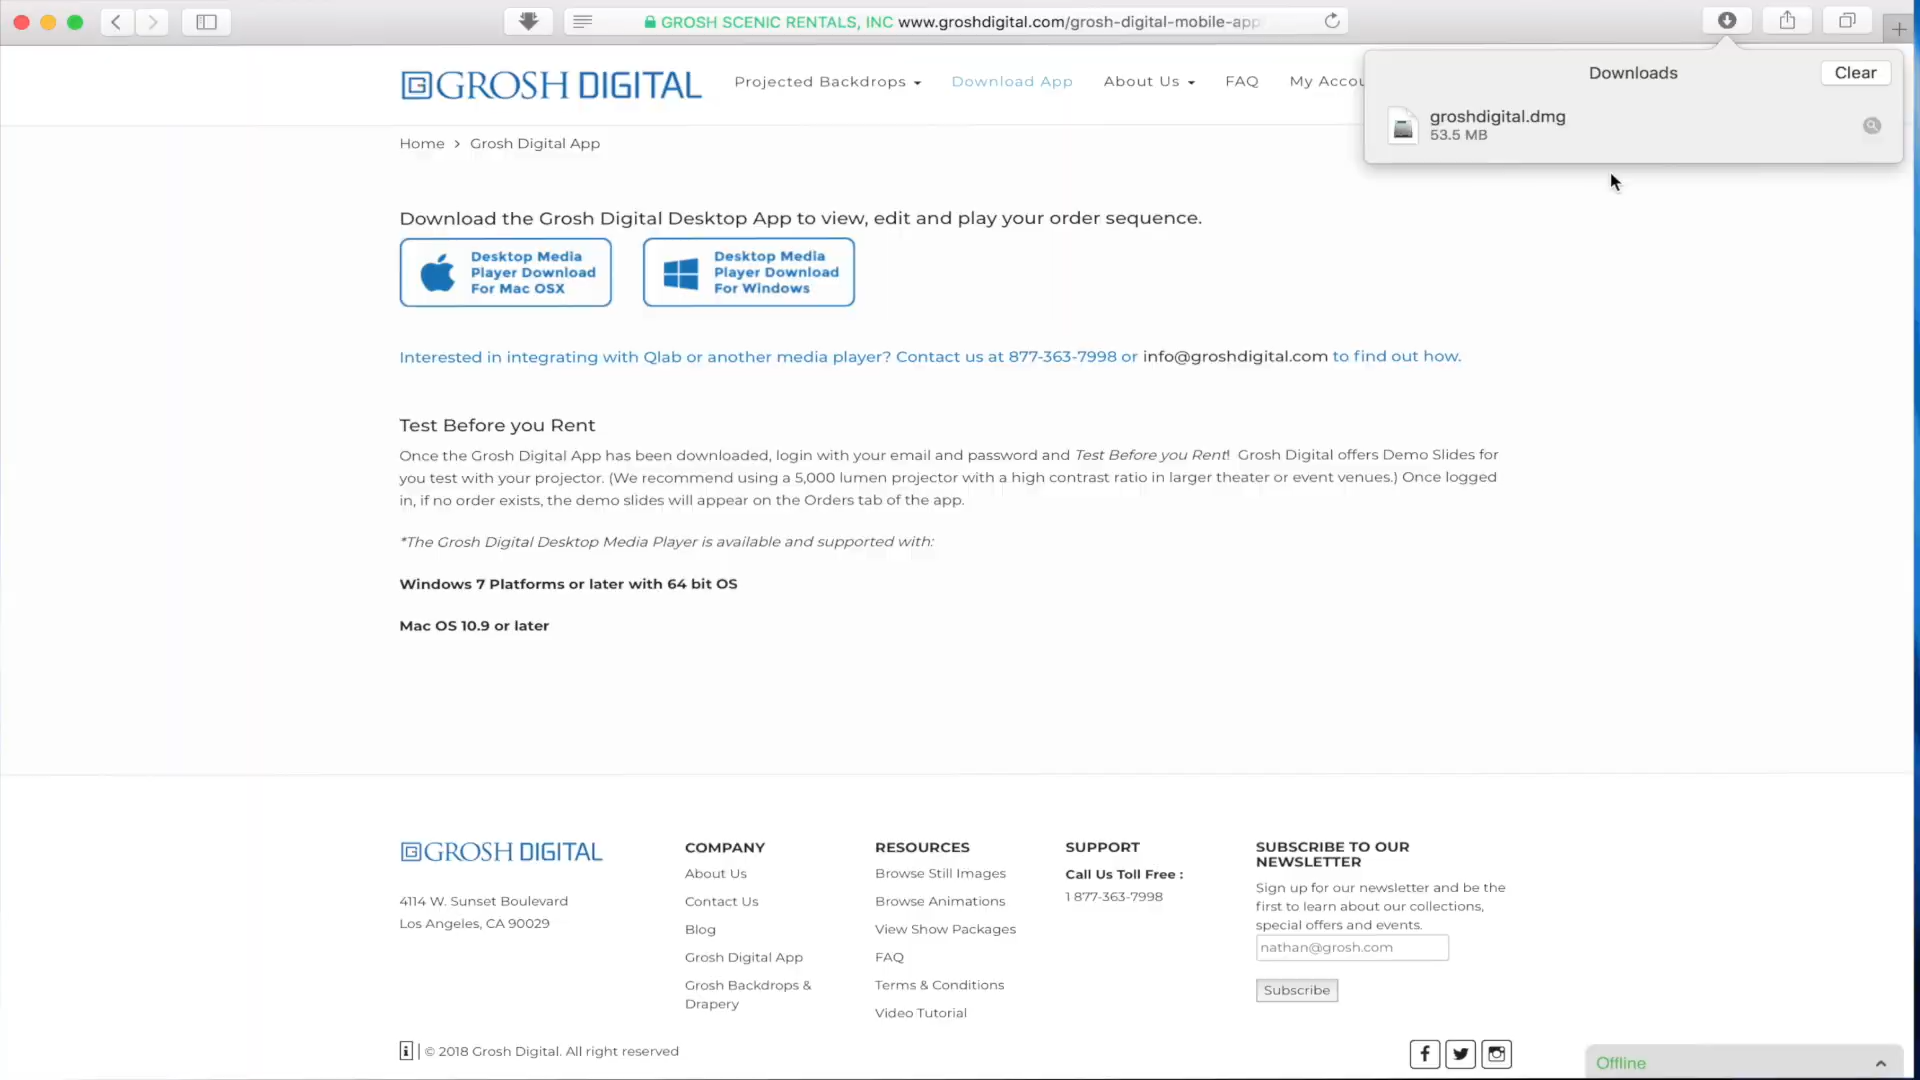 GROSH SCENIC RENTALS, INC www.groshdigital.com/grosh-digital-mobile-app
GROSH DIGITAL
Projected Backdrops
Download App
About Us
FAQ
My Accou
Downloads
Clear
groshdigital.dmg
53.5 MB
Home > Grosh Digital App
Download the Grosh Digital Desktop App to view, edit and play your order sequence.
Desktop Media
Player Download
For Mac OSX
Desktop Media
Player Download
For Windows
Interested in integrating with Qlab or another media player? Contact us at 877-363-7998 or info@groshdigital.com to find out how.
Test Before you Rent
Once the Grosh Digital App has been downloaded, login with your email and password and Test Before you Rent! Grosh Digital offers Demo Slides for
you test with your projector. (We recommend using a 5,000 lumen projector with a high contrast ratio in larger theater or event venues.) Once logged
in, if no order exists, the demo slides will appear on the Orders tab of the app.
*The Grosh Digital Desktop Media Player is available and supported with:
Windows 7 Platforms or later with 64 bit OS
Mac OS 10.9 or later
GROSH DIGITAL
4114 W. Sunset Boulevard
Los Angeles, CA 90029
COMPANY
About Us
Contact Us
Blog
Grosh Digital App
Grosh Backdrops &
Drapery
RESOURCES
Browse Still Images
Browse Animations
View Show Packages
FAQ
Terms & Conditions
Video Tutorial
SUPPORT
Call Us Toll Free :
1 877-363-7998
SUBSCRIBE TO OUR
NEWSLETTER
Sign up for our newsletter and be the
first to learn about our collections,
special offers and events.
nathan@grosh.com
Subscribe
| © 2018 Grosh Digital. All right reserved
Offline